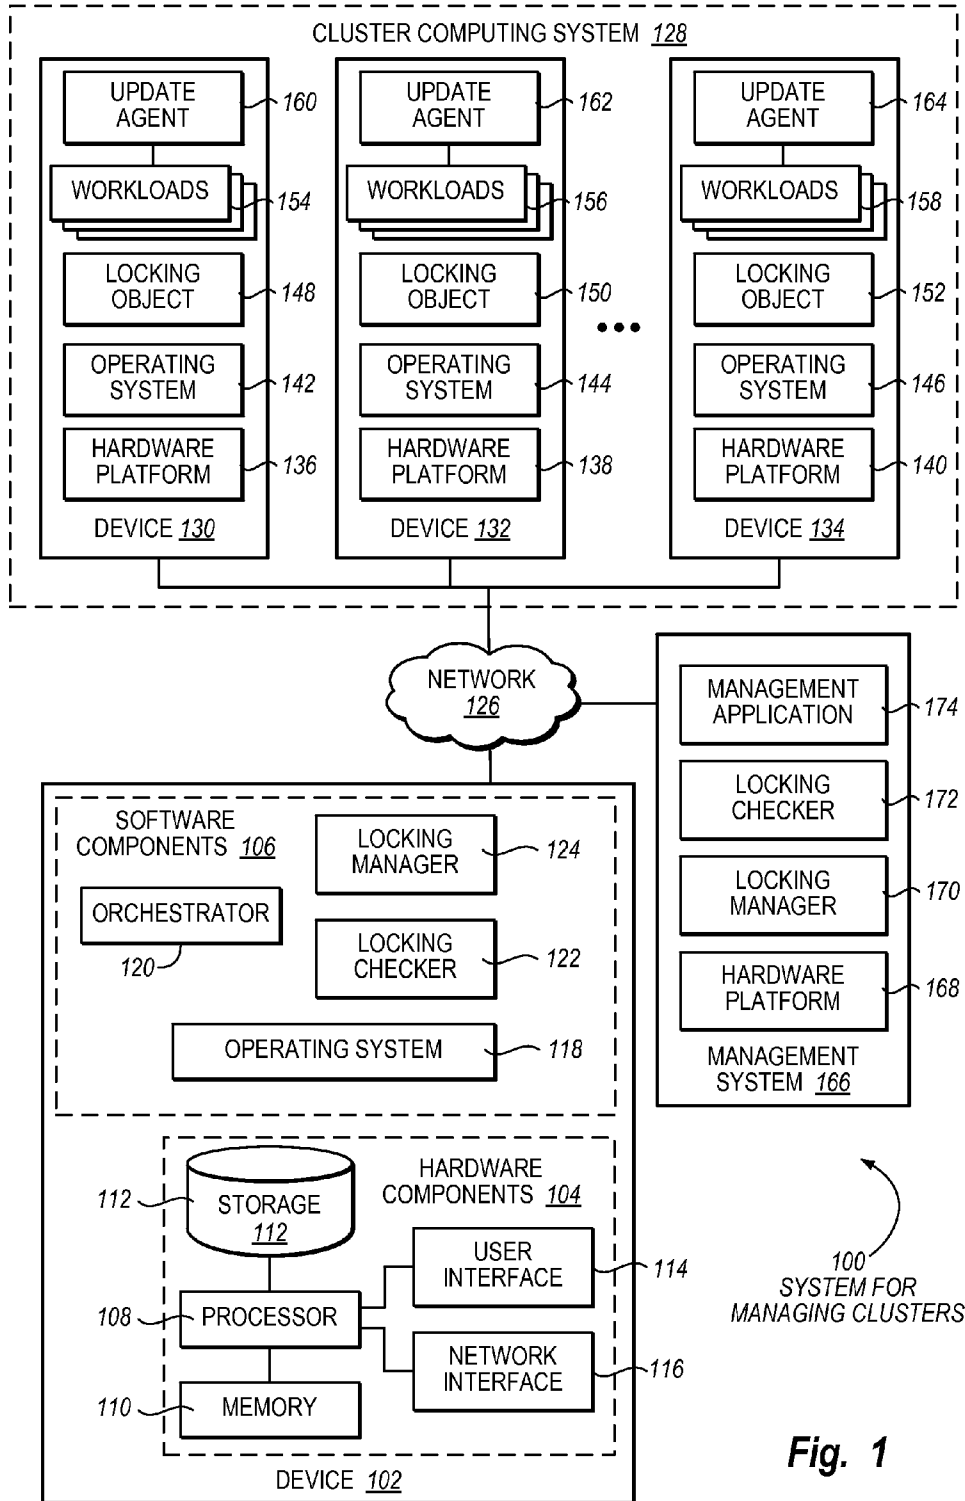 CLUSTER COMPUTING SYSTEM 128
UPDATE
AGENT
160
WORKLOADS
154
LOCKING
OBJECT
148
OPERATING
SYSTEM
142
HARDWARE
PLATFORM
136
DEVICE 130
UPDATE
AGENT
162
WORKLOADS
156
LOCKING
OBJECT
150
OPERATING
SYSTEM
144
HARDWARE
PLATFORM
138
DEVICE 132
UPDATE
AGENT
164
WORKLOADS
158
LOCKING
OBJECT
152
OPERATING
SYSTEM
146
HARDWARE
PLATFORM
140
DEVICE 134
NETWORK
126
MANAGEMENT
APPLICATION
174
LOCKING
CHECKER
172
LOCKING
MANAGER
170
HARDWARE
PLATFORM
168
MANAGEMENT
SYSTEM 166
SOFTWARE
COMPONENTS 106
LOCKING
MANAGER
124
ORCHESTRATOR
120
LOCKING
CHECKER
122
OPERATING SYSTEM
118
HARDWARE
COMPONENTS 104
112
STORAGE
112
USER
INTERFACE
114
108
PROCESSOR
NETWORK
INTERFACE
116
110
MEMORY
DEVICE 102
100
SYSTEM FOR
MANAGING CLUSTERS
Fig. 1